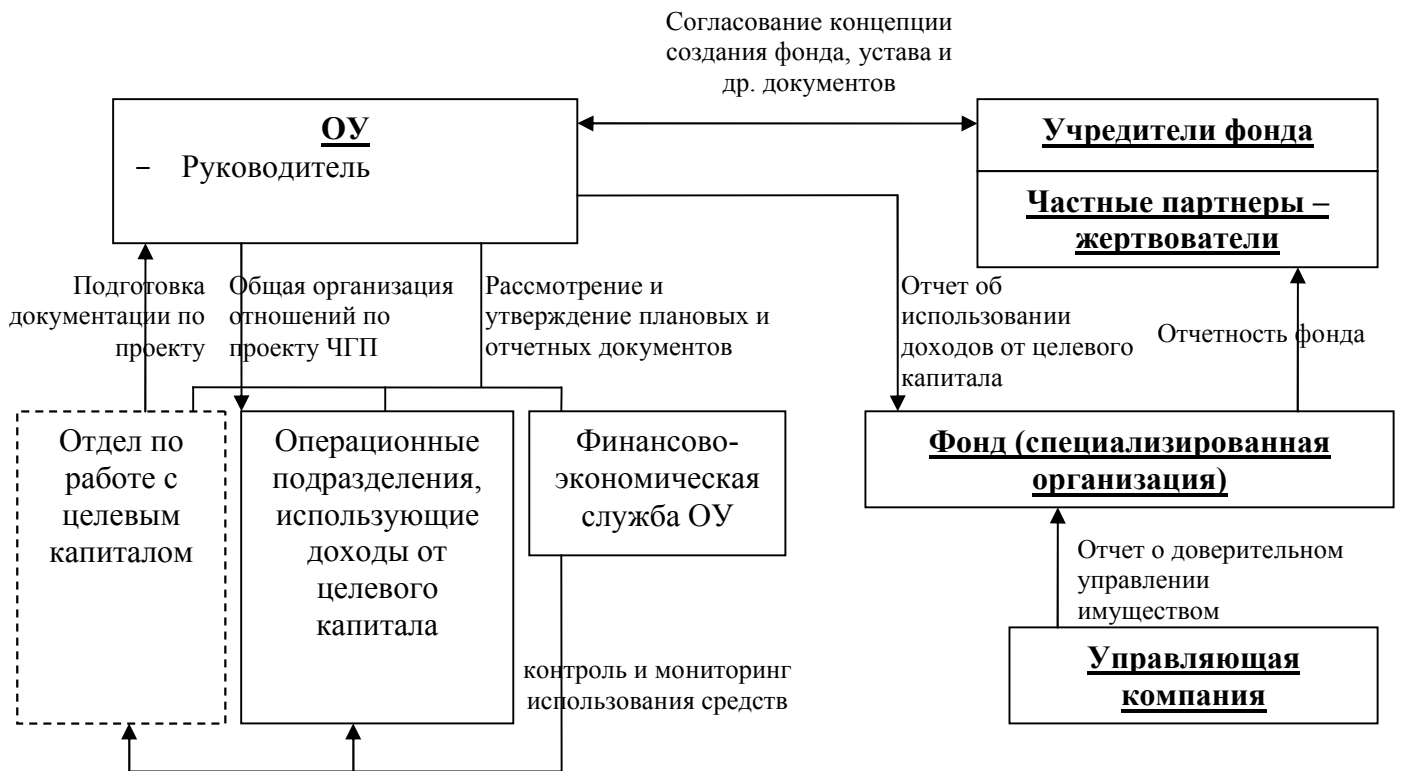 Согласование концепции
создания фонда, устава и
др. документов
ОУ
– Руководитель
Учредители фонда
Частные партнеры –
жертвователи
Подготовка
документации по
проекту
Общая организация
отношений по
проекту ЧГП
Рассмотрение и
утверждение плановых и
отчетных документов
Отчет об
использовании
доходов от целевого
капитала
Отчетность фонда
Отдел по
работе с
целевым
капиталом
Операционные
подразделения,
использующие
доходы от
целевого
капитала
Финансово-
экономическая
служба ОУ
Фонд (специализированная
организация)
Отчет о доверительном
управлении
имуществом
контроль и мониторинг
использования средств
Управляющая
компания